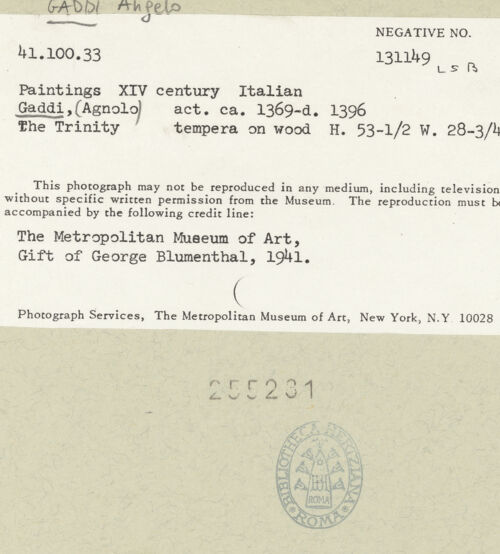 GADDI Angelo
NEGATIVE NO.
41.100.33
131149 LSB
Paintings XIV century Italian
Gaddi, (Agnolo) act. ca. 1369-d. 1396
The Trinity tempera on wood H. 53-1/2 W. 28-3/4
This photograph may not be reproduced in any medium, including television
without specific written permission from the Museum. The reproduction must be
accompanied by the following credit line:
The Metropolitan Museum of Art,
Gift of George Blumenthal, 1941.
Photograph Services, The Metropolitan Museum of Art, New York, N.Y. 10028
255231
BIBLIOTHECA HERTZIANA
ROMA
ROMA